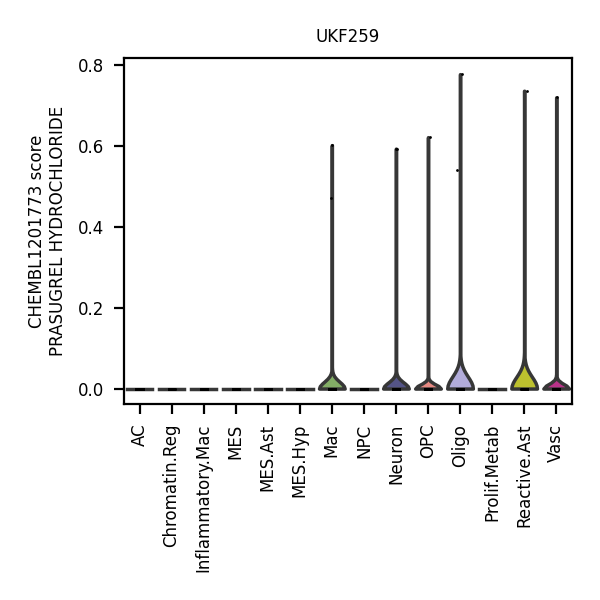 UKF259
CHEMBL1201773 score
PRASUGREL HYDROCHLORIDE
0.8
0.6
0.4
0.2
0.0
AC
Chromatin.Reg
Inflammatory.Mac
MES
MES.Ast
MES.Hyp
Mac
NPC
Neuron
OPC
Oligo
Prolif.Metab
Reactive.Ast
Vasc